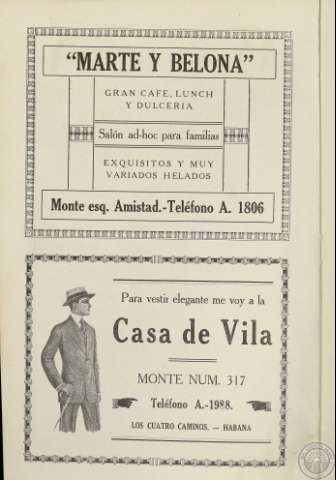 "MARTE Y BELONA"
GRAN CAFE, LUNCH
Y DULCERIA
Salón ad-hoc para familias
EXQUISITOS Y MUY
VARIADOS HELADOS
Monte esq. Amistad.-Teléfono A. 1806
Para vestir elegante me voy a la
Casa de Vila
MONTE NUM. 317
Teléfono A.-1988.
LOS CUATRO CAMINOS. — HABANA